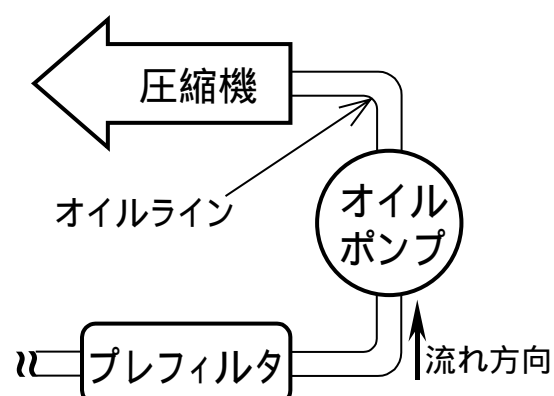 圧縮機
オイルライン
オイル
ポンプ
プレフィルタ
流れ方向